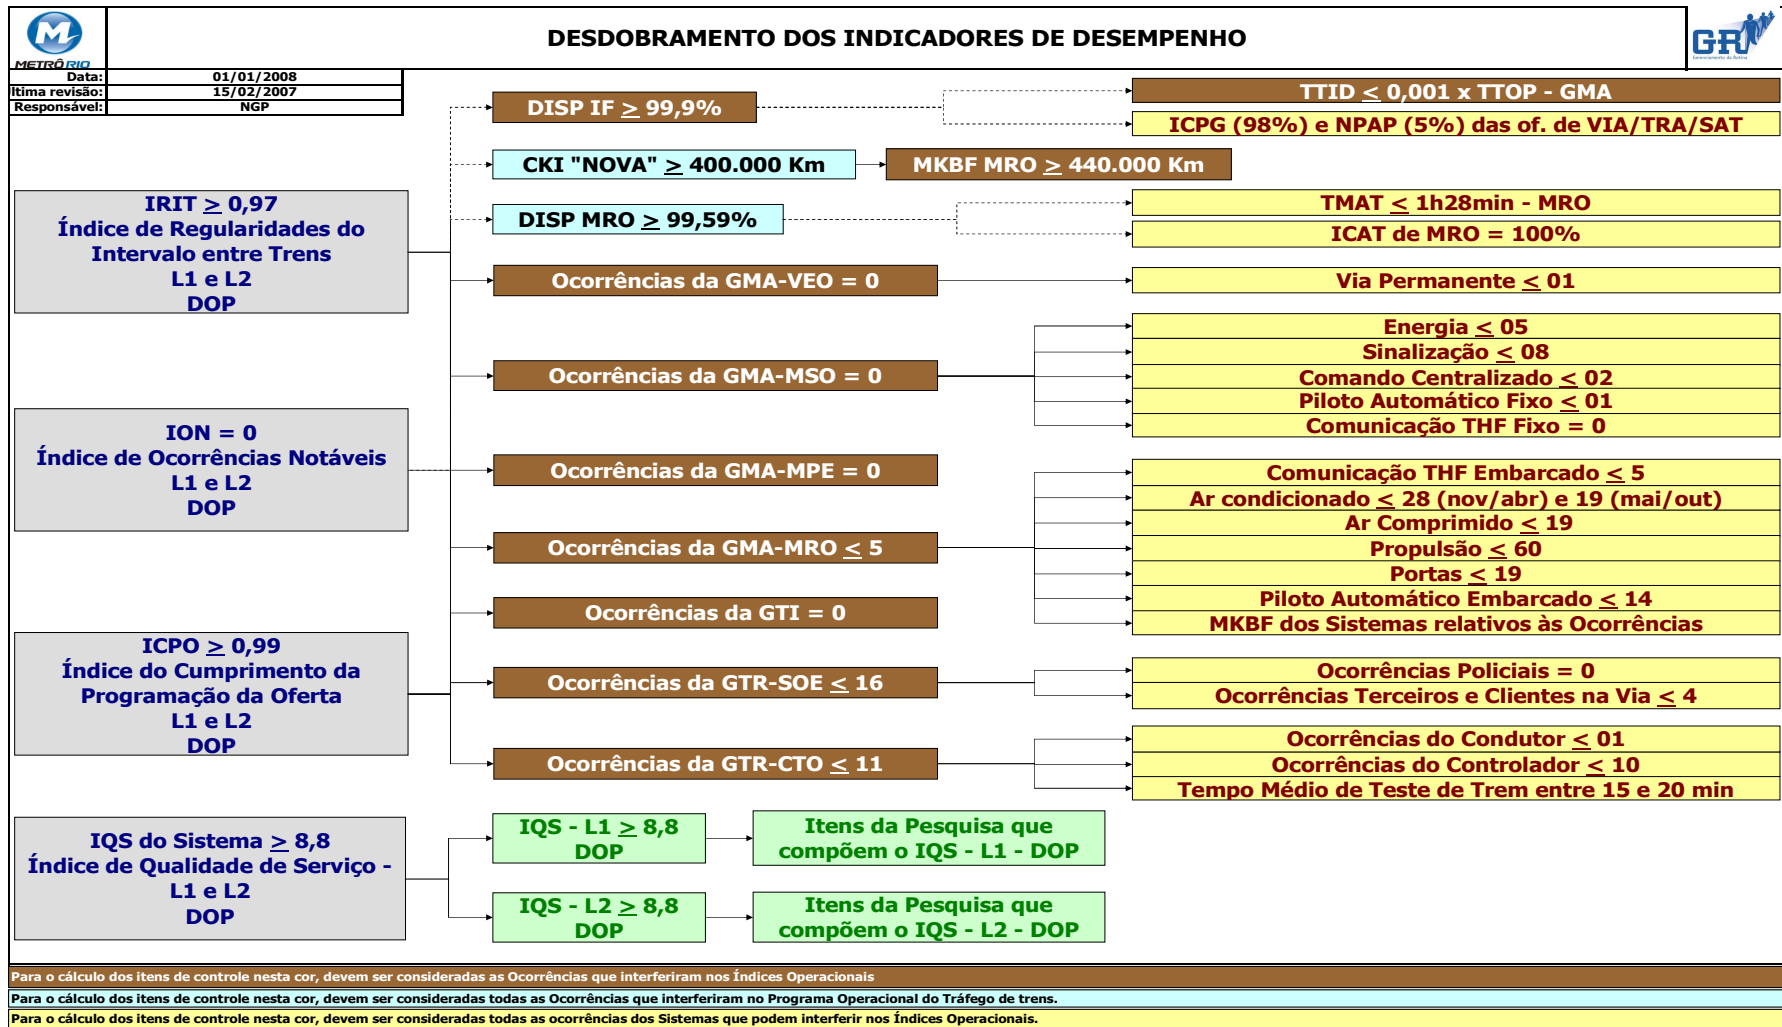 DESDOBRAMENTO DOS INDICADORES DE DESEMPENHO
METRÔ RIO
GR
Gerenciamento da Rotina
Data: 01/01/2008
ltima revisão: 15/02/2007
Responsável: NGP
DISP IF ≥ 99,9%
TTID ≤ 0,001 x TTOP - GMA
ICPG (98%) e NPAP (5%) das of. de VIA/TRA/SAT
CKI "NOVA" ≥ 400.000 Km
MKBF MRO ≥ 440.000 Km
IRIT ≥ 0,97
Índice de Regularidades do
Intervalo entre Trens
L1 e L2
DOP
DISP MRO ≥ 99,59%
TMAT ≤ 1h28min - MRO
ICAT de MRO = 100%
Ocorrências da GMA-VEO = 0
Via Permanente ≤ 01
Ocorrências da GMA-MSO = 0
Energia ≤ 05
Sinalização ≤ 08
Comando Centralizado ≤ 02
Piloto Automático Fixo ≤ 01
Comunicação THF Fixo = 0
ION = 0
Índice de Ocorrências Notáveis
L1 e L2
DOP
Ocorrências da GMA-MPE = 0
Ocorrências da GMA-MRO ≤ 5
Comunicação THF Embarcado ≤ 5
Ar condicionado ≤ 28 (nov/abr) e 19 (mai/out)
Ar Comprimido ≤ 19
Propulsão ≤ 60
Portas ≤ 19
Piloto Automático Embarcado ≤ 14
MKBF dos Sistemas relativos às Ocorrências
Ocorrências da GTI = 0
ICPO ≥ 0,99
Índice do Cumprimento da
Programação da Oferta
L1 e L2
DOP
Ocorrências da GTR-SOE ≤ 16
Ocorrências Policiais = 0
Ocorrências Terceiros e Clientes na Via ≤ 4
Ocorrências da GTR-CTO ≤ 11
Ocorrências do Condutor ≤ 01
Ocorrências do Controlador ≤ 10
Tempo Médio de Teste de Trem entre 15 e 20 min
IQS do Sistema ≥ 8,8
Índice de Qualidade de Serviço -
L1 e L2
DOP
IQS - L1 ≥ 8,8
DOP
Itens da Pesquisa que
compõem o IQS - L1 - DOP
IQS - L2 ≥ 8,8
DOP
Itens da Pesquisa que
compõem o IQS - L2 - DOP
Para o cálculo dos itens de controle nesta cor, devem ser consideradas as Ocorrências que interferiram nos Índices Operacionais
Para o cálculo dos itens de controle nesta cor, devem ser consideradas todas as Ocorrências que interferiram no Programa Operacional do Tráfego de trens.
Para o cálculo dos itens de controle nesta cor, devem ser consideradas todas as ocorrências dos Sistemas que podem interferir nos Índices Operacionais.